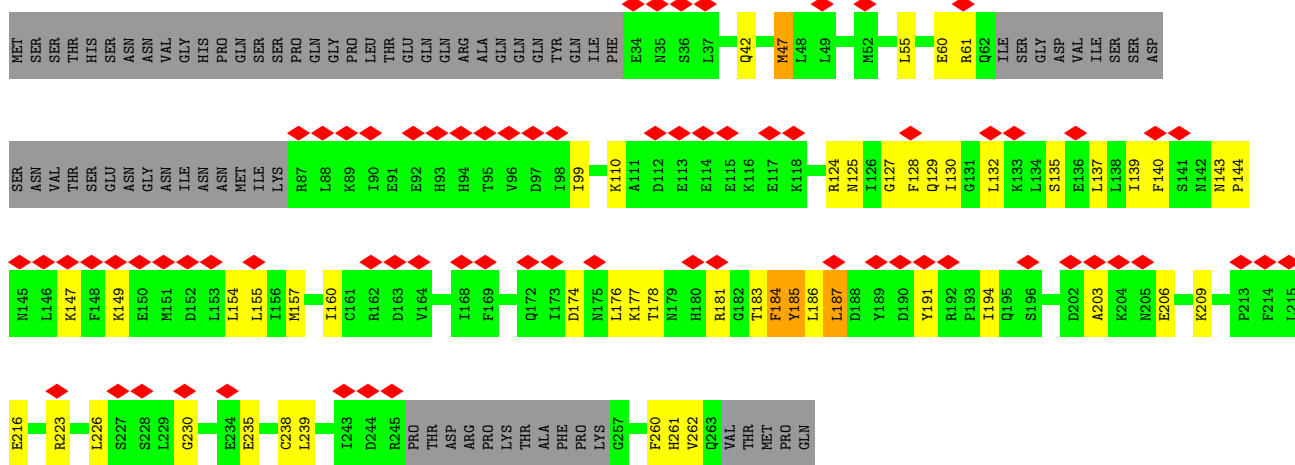 MET SER SER THR HIS SER ASN ASN VAL GLY HIS PRO GLN SER SER PRO GLN GLY PRO LEU THR GLU GLN GLN ARG ALA GLN GLN GLN TYR GLN ILE PHE E34 N35 S36 L37 Q42 M47 L48 L49 M52 L55 E60 R61 Q62 ILE SER GLY ASP VAL ILE SER SER ASP
SER ASN VAL THR SER GLU ASN GLY ASN ILE ASN ASN MET ILE LYS R87 L88 K89 I90 E91 E92 H93 H94 T95 V96 D97 I98 I99 K110 A111 D112 E113 E114 E115 K116 E117 K118 R124 N125 I126 G127 F128 Q129 I130 G131 L132 K133 L134 S135 E136 L137 L138 I139 F140 S141 N142 N143 P144
N145 L146 K147 F148 K149 E150 M151 D152 L153 L154 L155 I156 M157 I160 C161 R162 D163 V164 I168 F169 Q172 I173 D174 N175 L176 K177 T178 N179 H180 R181 G182 T183 F184 Y185 L186 L187 D188 Y189 D190 Y191 R192 P193 I194 Q195 S196 D202 A203 K204 N205 E206 K209 P213 F214 L215
E216 R223 L226 S227 S228 L229 G230 E234 E235 C238 L239 I243 D244 R245 PRO THR ASP ARG PRO LYS THR ALA PHE PRO LYS G257 F260 H261 V262 Q263 VAL THR MET PRO GLN